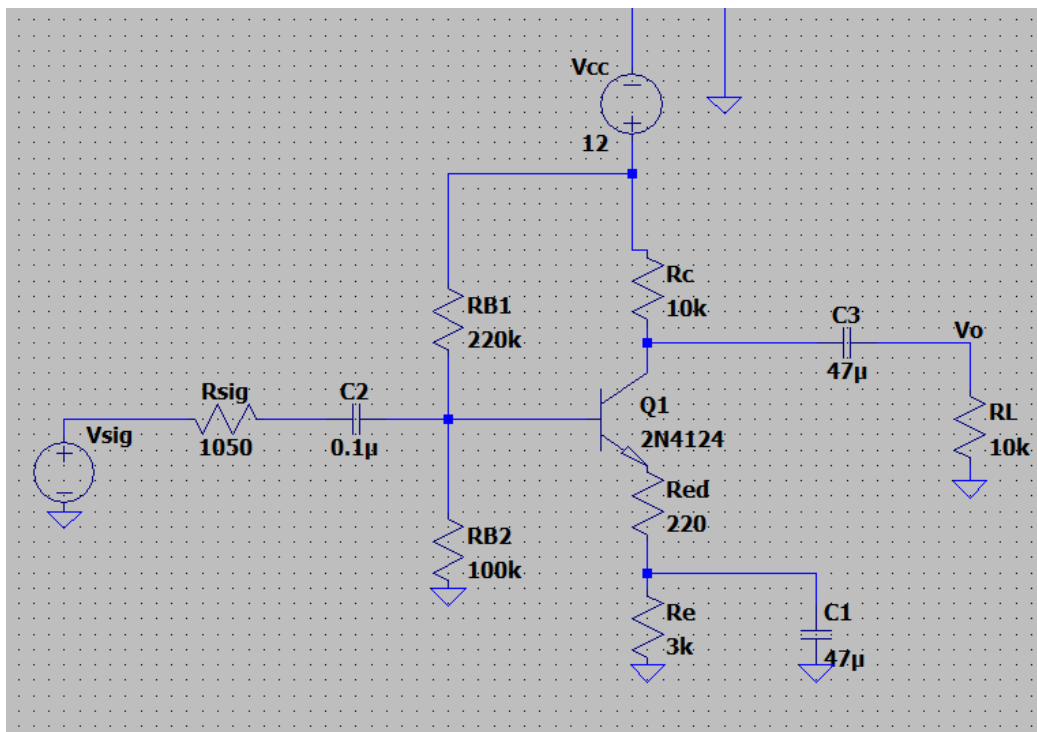 Vcc
12
Rc
10k
RB1
220k
C3
47µ
Vo
Rsig
1050
C2
0.1µ
Vsig
Q1
2N4124
RL
10k
Red
220
RB2
100k
Re
3k
C1
47µ